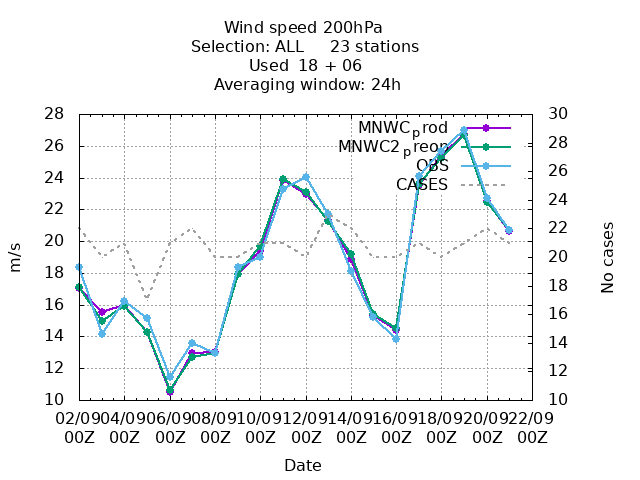 Wind speed 200hPa
Selection: ALL 23 stations
Used 18 + 06
Averaging window: 24h
28 30
26 28
24 26
22 24
20 22
18 20
16 18
14 16
12 14
10 12
10
m/s
No cases
MNWCprod
MNWC2preop
OBS
CASES
02/09 04/09 06/09 08/09 10/09 12/09 14/09 16/09 18/09 20/09 22/09
00Z 00Z 00Z 00Z 00Z 00Z 00Z 00Z 00Z 00Z 00Z
Date